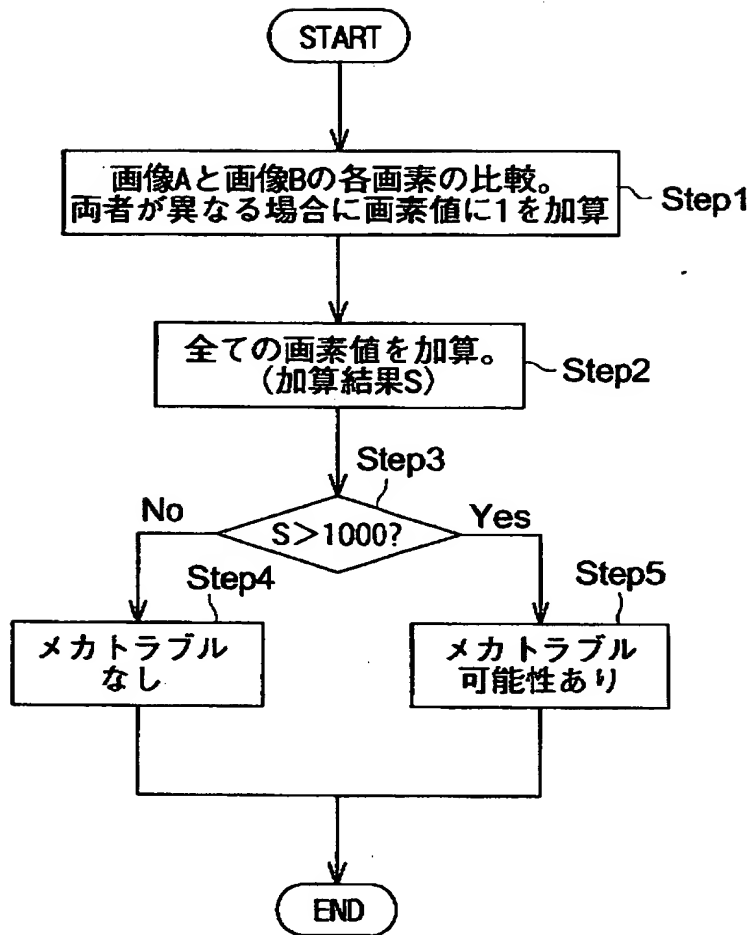 START
画像Aと画像Bの各画素の比較。
両者が異なる場合に画素値に1を加算
Step1
全ての画素値を加算。
(加算結果S)
Step2
Step3
No
S＞1000?
Yes
Step4
Step5
メカトラブル
なし
メカトラブル
可能性あり
END